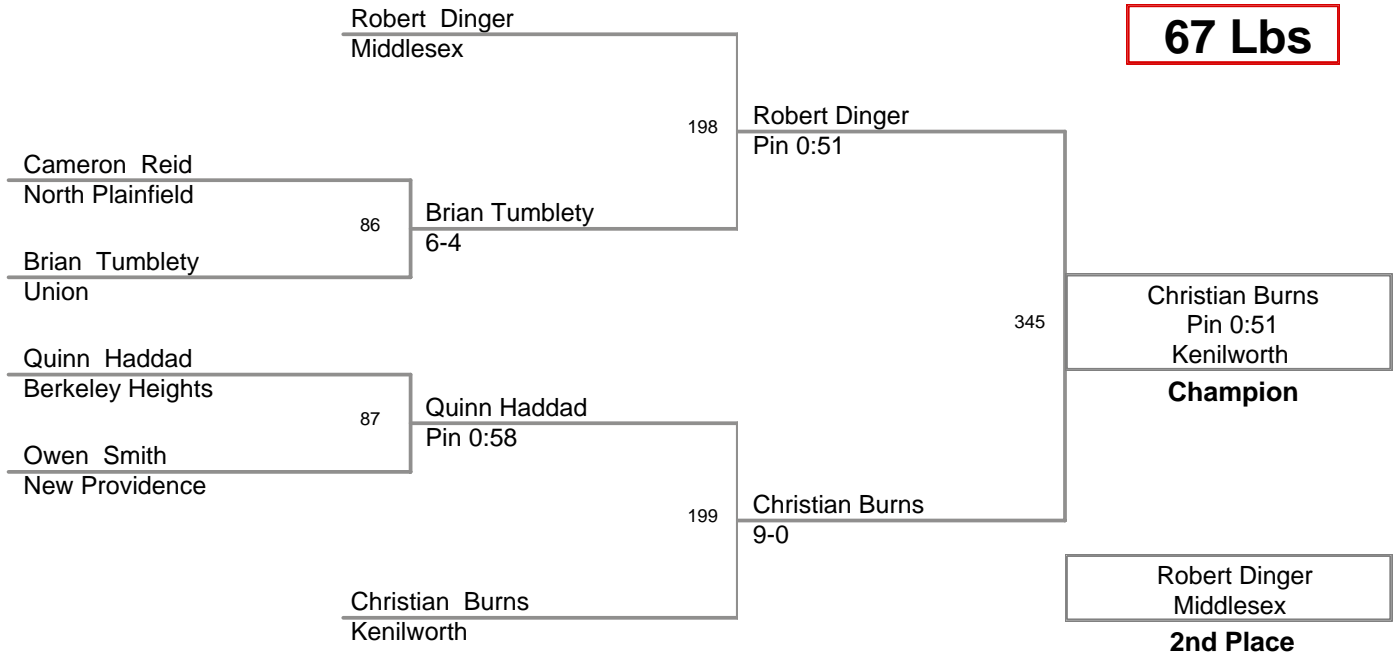 Robert Dinger
Middlesex
67 Lbs
198
Robert Dinger
Pin 0:51
Cameron Reid
North Plainfield
86
Brian Tumblety
6-4
Brian Tumblety
Union
345
Christian Burns
Pin 0:51
Kenilworth
Champion
Quinn Haddad
Berkeley Heights
87
Quinn Haddad
Pin 0:58
Owen Smith
New Providence
199
Christian Burns
9-0
Christian Burns
Kenilworth
Robert Dinger
Middlesex
2nd Place